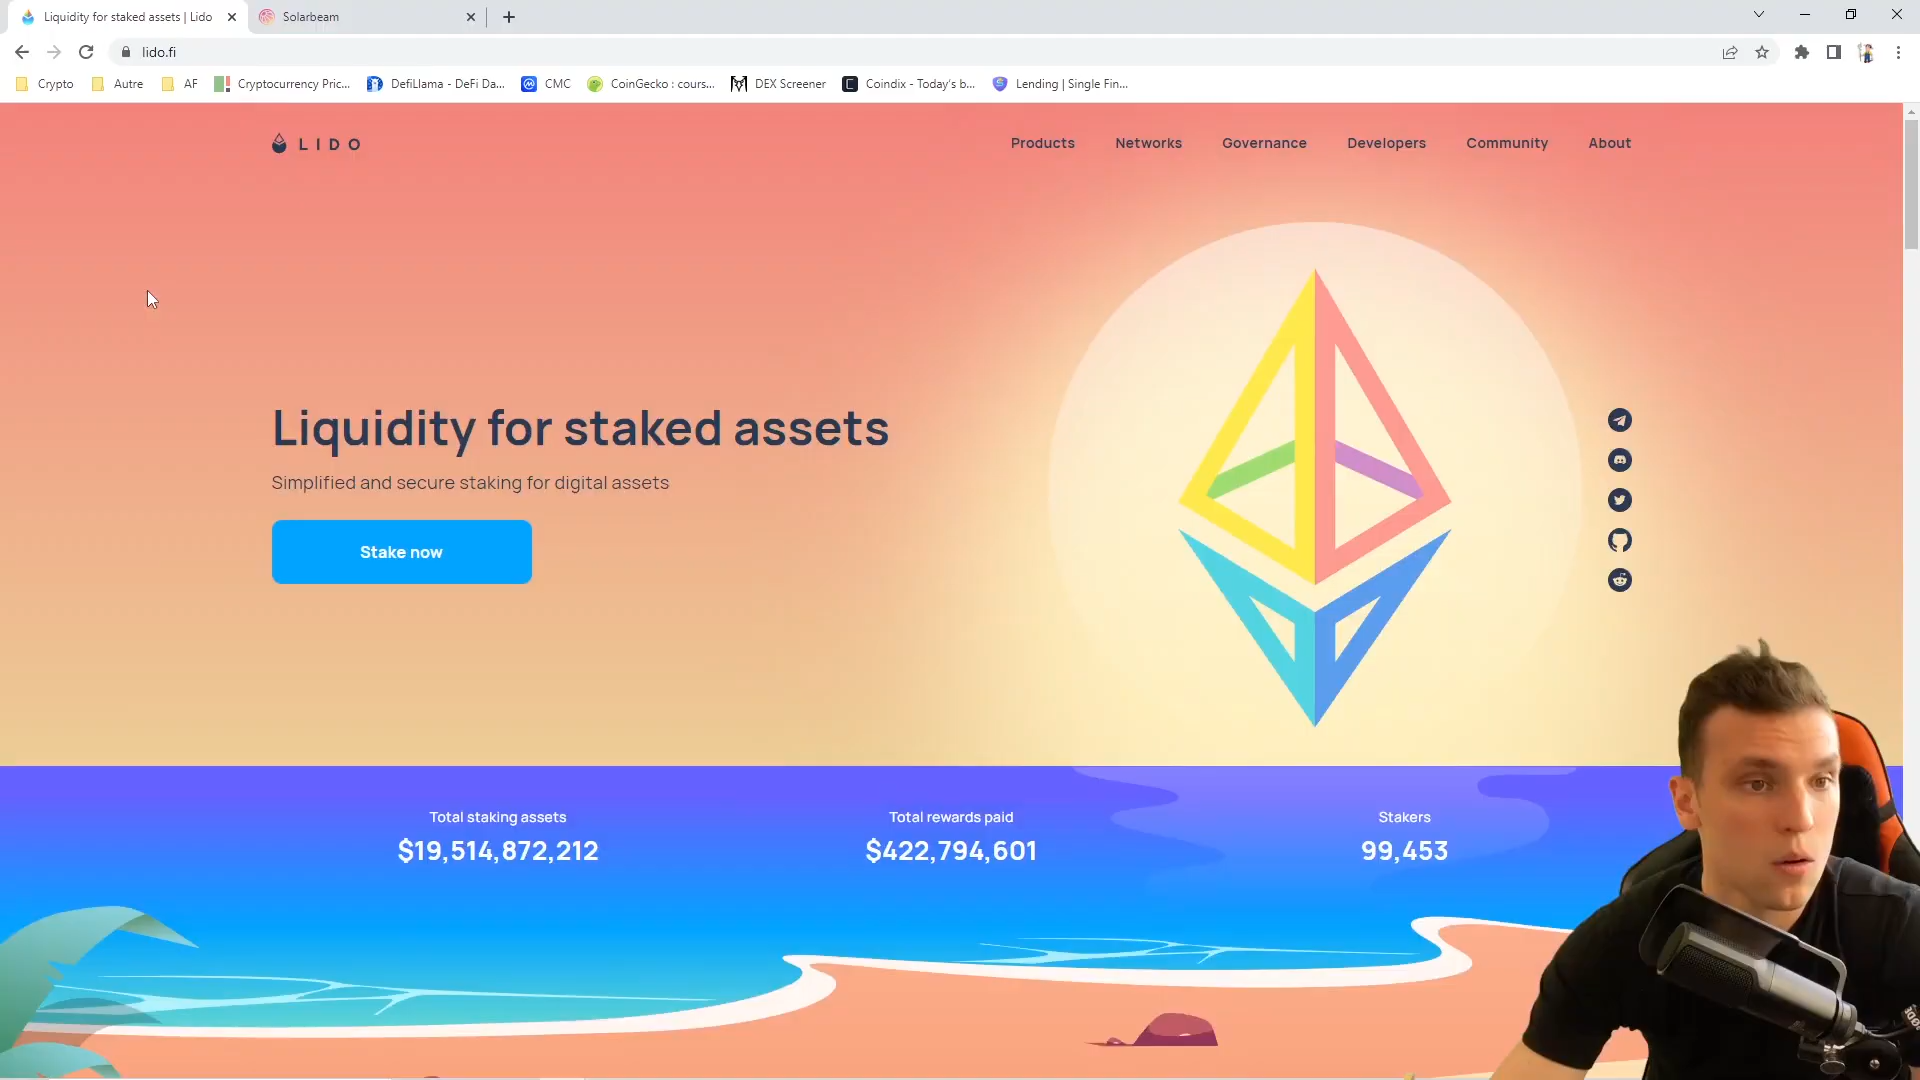 Liquidity for staked assets | Lido
Solarbeam
lido.fi
Crypto
Autre
AF
Cryptocurrency Pric...
DefiLlama - DeFi Da...
CMC
CoinGecko : cours...
DEX Screener
Coindix - Today's b...
Lending | Single Fin...
LIDO
Products
Networks
Governance
Developers
Community
About
Liquidity for staked assets
Simplified and secure staking for digital assets
Stake now
Total staking assets
$19,514,872,212
Total rewards paid
$422,794,601
Stakers
99,453